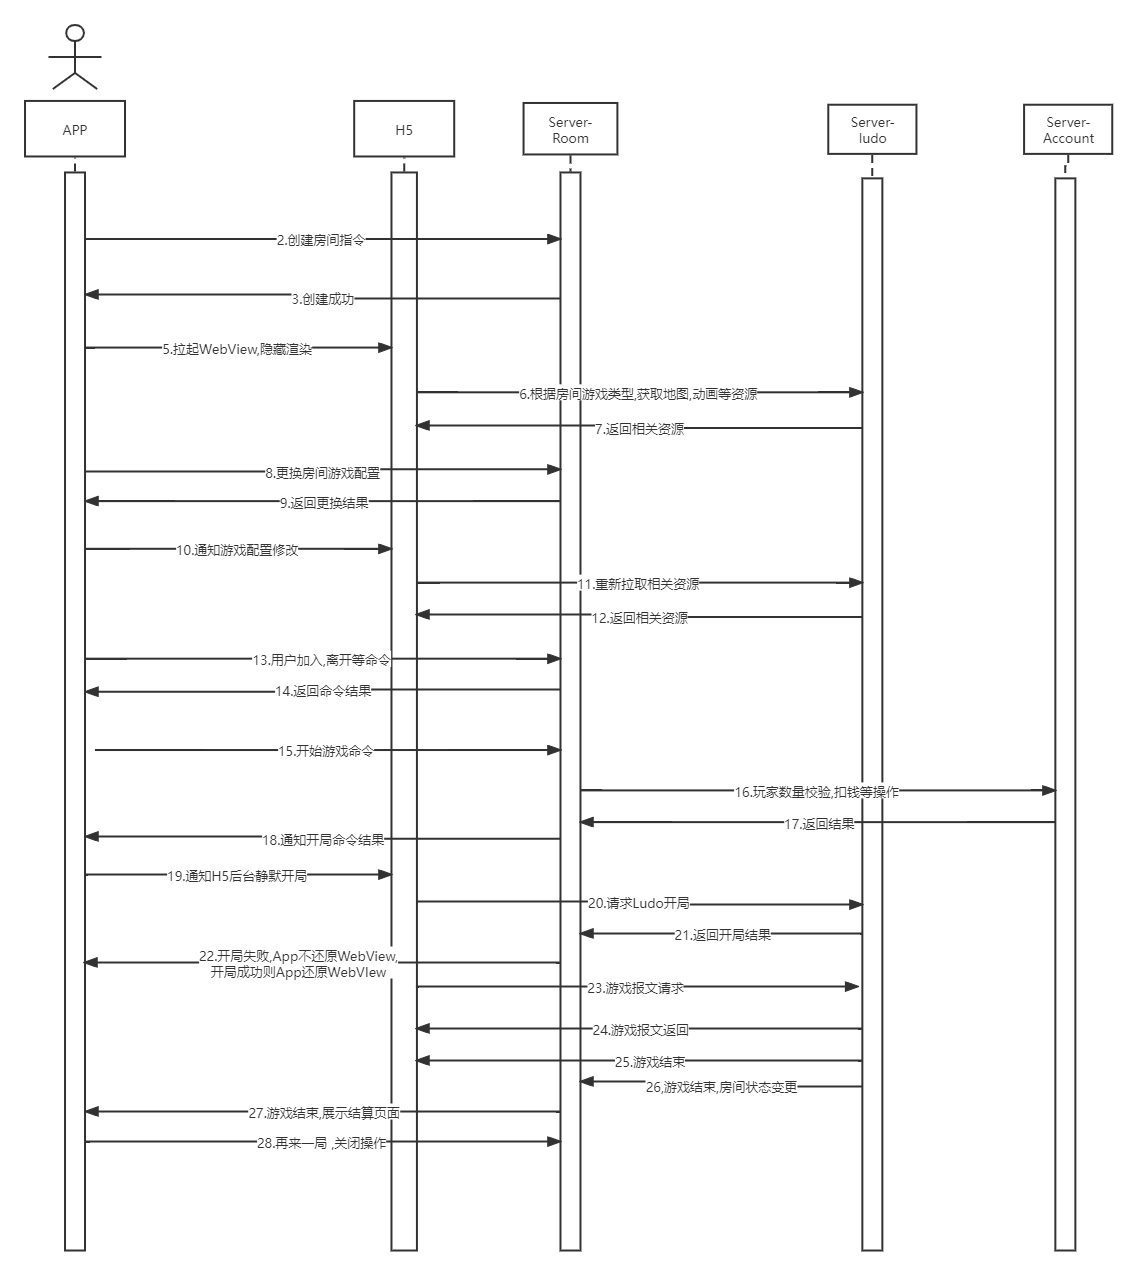 APP
H5
Server-
Room
Server-
ludo
Server-
Account
2.创建房间指令
3.创建成功
5.拉起WebView,隐藏渲染
6.根据房间游戏类型,获取地图,动画等资源
7.返回相关资源
8.更换房间游戏配置
9.返回更换结果
10.通知游戏配置修改
11.重新拉取相关资源
12.返回相关资源
13.用户加入,离开等命令
14.返回命令结果
15.开始游戏命令
16.玩家数量校验,扣钱等操作
17.返回结果
18.通知开局命令结果
19.通知H5后台静默开局
20.请求Ludo开局
21.返回开局结果
22.开局失败,App不还原WebView,
开局成功则App还原WebVIew
23.游戏报文请求
24.游戏报文返回
25.游戏结束
26,游戏结束,房间状态变更
27.游戏结束,展示结算页面
28.再来一局 ,关闭操作